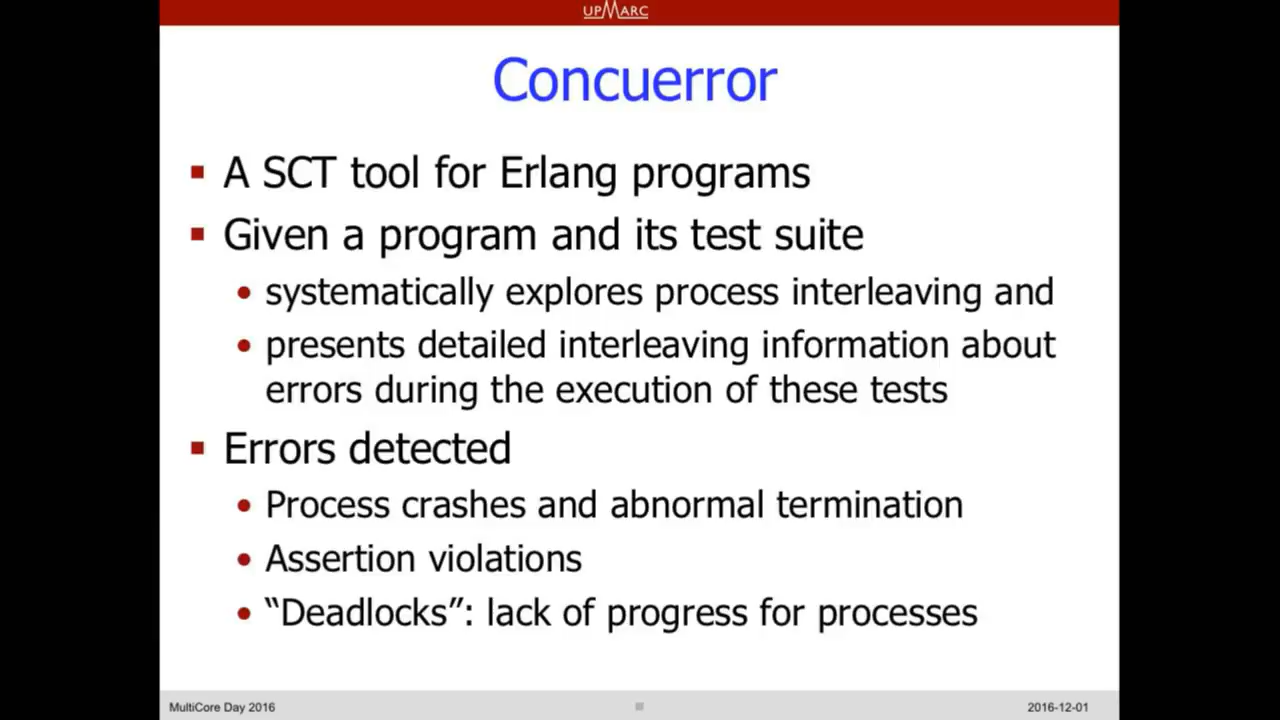 UPMARC
Concuerror
A SCT tool for Erlang programs
Given a program and its test suite
systematically explores process interleaving and
presents detailed interleaving information about
errors during the execution of these tests
Errors detected
Process crashes and abnormal termination
Assertion violations
“Deadlocks”: lack of progress for processes
MultiCore Day 2016
2016-12-01